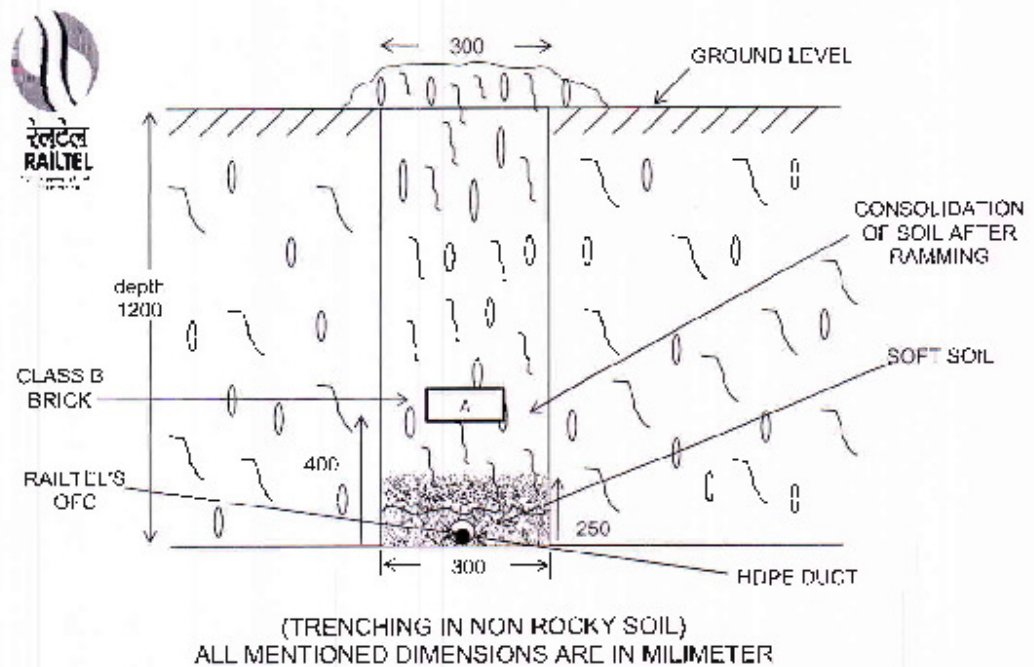 300
GROUND LEVEL
रेलटेल
RAILTEL
CONSOLIDATION
OF SOIL AFTER
RAMMING
depth
1200
SOFT SOIL
CLASS B
BRICK
A
400
RAILTEL'S
OFC
250
300
HDPE DUCT
(TRENCHING IN NON ROCKY SOIL)
ALL MENTIONED DIMENSIONS ARE IN MILIMETER